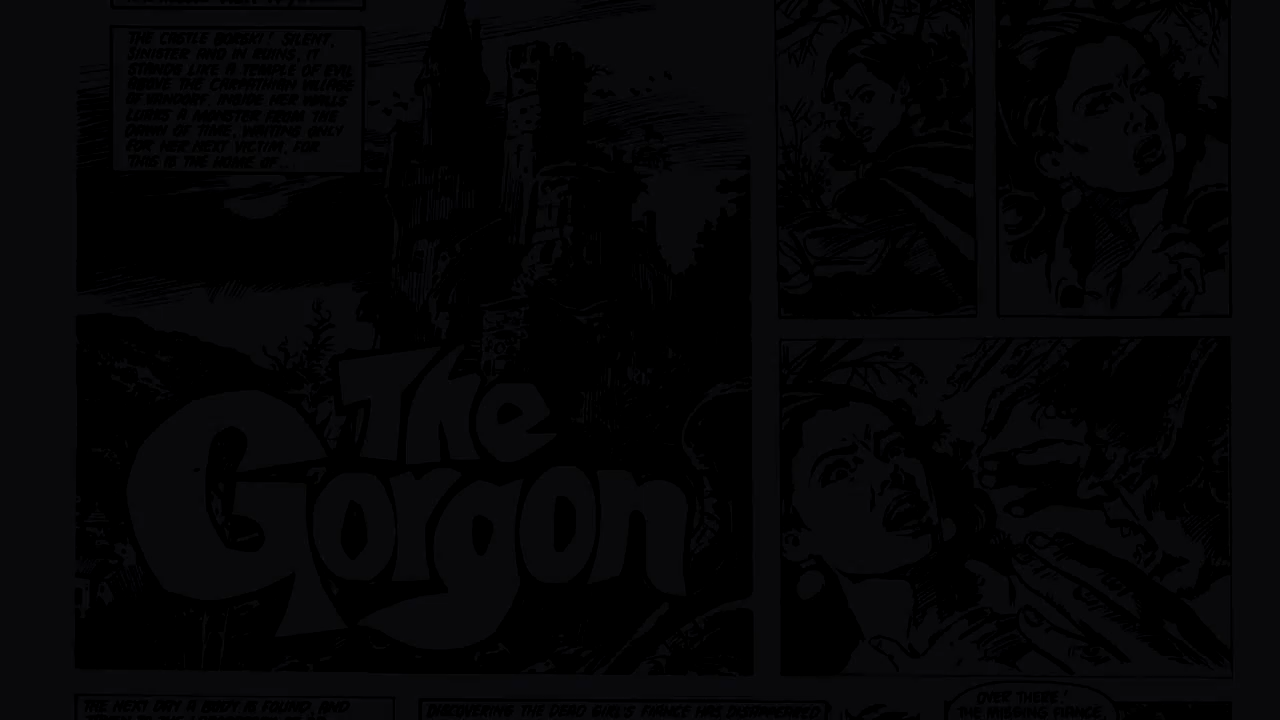 THE CASTLE BORSKI! SILENT,
SINISTER AND IN RUINS, IT
STANDS LIKE A TEMPLE OF EVIL
ABOVE THE CARPATHIAN VILLAGE
OF VANDORF. INSIDE HER WALLS
LURKS A MONSTER FROM THE
DAWN OF TIME, WAITING ONLY
FOR HER NEXT VICTIM, FOR
THIS IS THE HOME OF...
The
Gorgon
THE NEXT DAY A BODY IS FOUND, AND
DISCOVERING THE DEAD GIRL'S FIANCE HAS DISAPPEARED
OVER THERE!
THE MISSING FIANCE